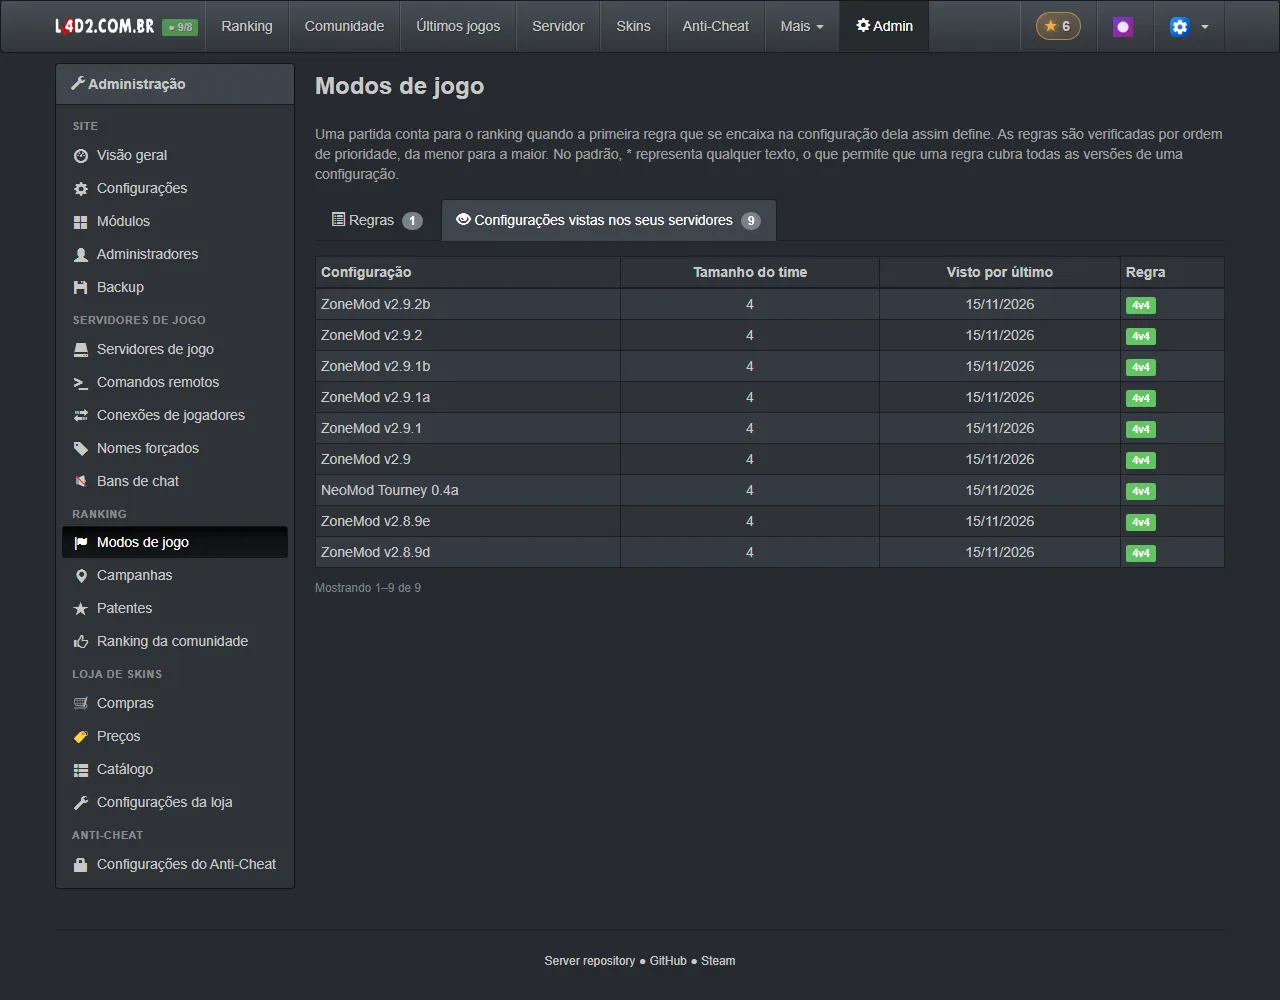 L4D2.COM.BR ● 9/8 Ranking Comunidade Últimos jogos Servidor Skins Anti-Cheat Mais Admin 6
Administração
SITE
Visão geral
Configurações
Módulos
Administradores
Backup
SERVIDORES DE JOGO
Servidores de jogo
Comandos remotos
Conexões de jogadores
Nomes forçados
Bans de chat
RANKING
Modos de jogo
Campanhas
Patentes
Ranking da comunidade
LOJA DE SKINS
Compras
Preços
Catálogo
Configurações da loja
ANTI-CHEAT
Configurações do Anti-Cheat
Modos de jogo
Uma partida conta para o ranking quando a primeira regra que se encaixa na configuração dela assim define. As regras são verificadas por ordem
de prioridade, da menor para a maior. No padrão, * representa qualquer texto, o que permite que uma regra cubra todas as versões de uma
configuração.
Regras 1 Configurações vistas nos seus servidores 9
Configuração Tamanho do time Visto por último Regra
ZoneMod v2.9.2b 4 15/11/2026 4v4
ZoneMod v2.9.2 4 15/11/2026 4v4
ZoneMod v2.9.1b 4 15/11/2026 4v4
ZoneMod v2.9.1a 4 15/11/2026 4v4
ZoneMod v2.9.1 4 15/11/2026 4v4
ZoneMod v2.9 4 15/11/2026 4v4
NeoMod Tourney 0.4a 4 15/11/2026 4v4
ZoneMod v2.8.9e 4 15/11/2026 4v4
ZoneMod v2.8.9d 4 15/11/2026 4v4
Mostrando 1–9 de 9
Server repository ● GitHub ● Steam